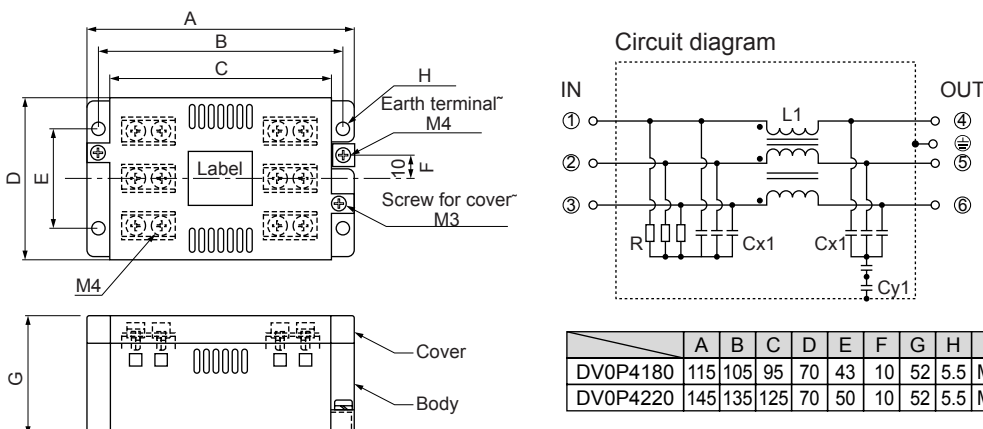 A
B
C
H
Earth terminal˜
M4
10
F
D
E
Label
Screw for cover˜
M3
M4
G
Cover
Body
Circuit diagram
IN
OUT
L1
① ④
② ⑤
③ ⑥
R Cx1 Cx1
Cy1
A B C D E F G H
DV0P4180 115 105 95 70 43 10 52 5.5 M
DV0P4220 145 135 125 70 50 10 52 5.5 M